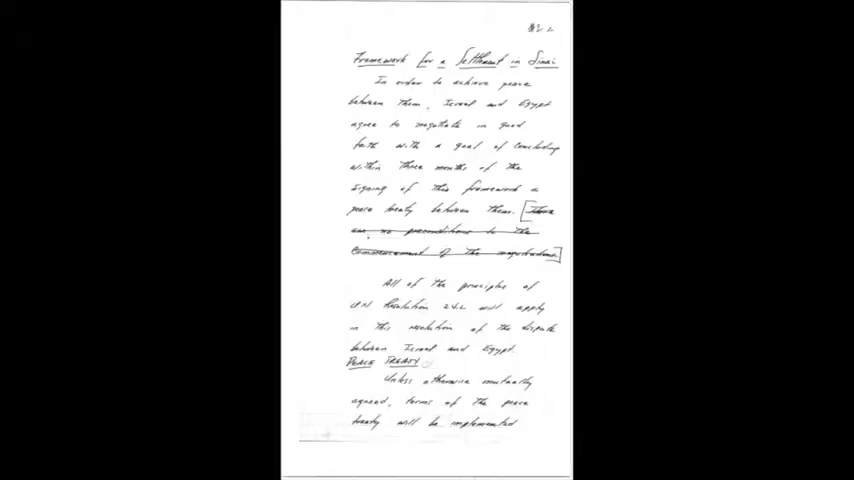 Framework for a Settlement in Sinai
In order to achieve peace
between them, Israel and Egypt
agree to negotiate in good
faith with a goal of concluding
within three months of the
signing of this framework a
peace treaty between them. [There
are no preconditions to the
commencement of the negotiations.]
All of the principles of
U.N. Resolution 242 will apply
in this resolution of the dispute
between Israel and Egypt.
PEACE TREATY
Unless otherwise mutually
agreed, terms of the peace
treaty will be implemented